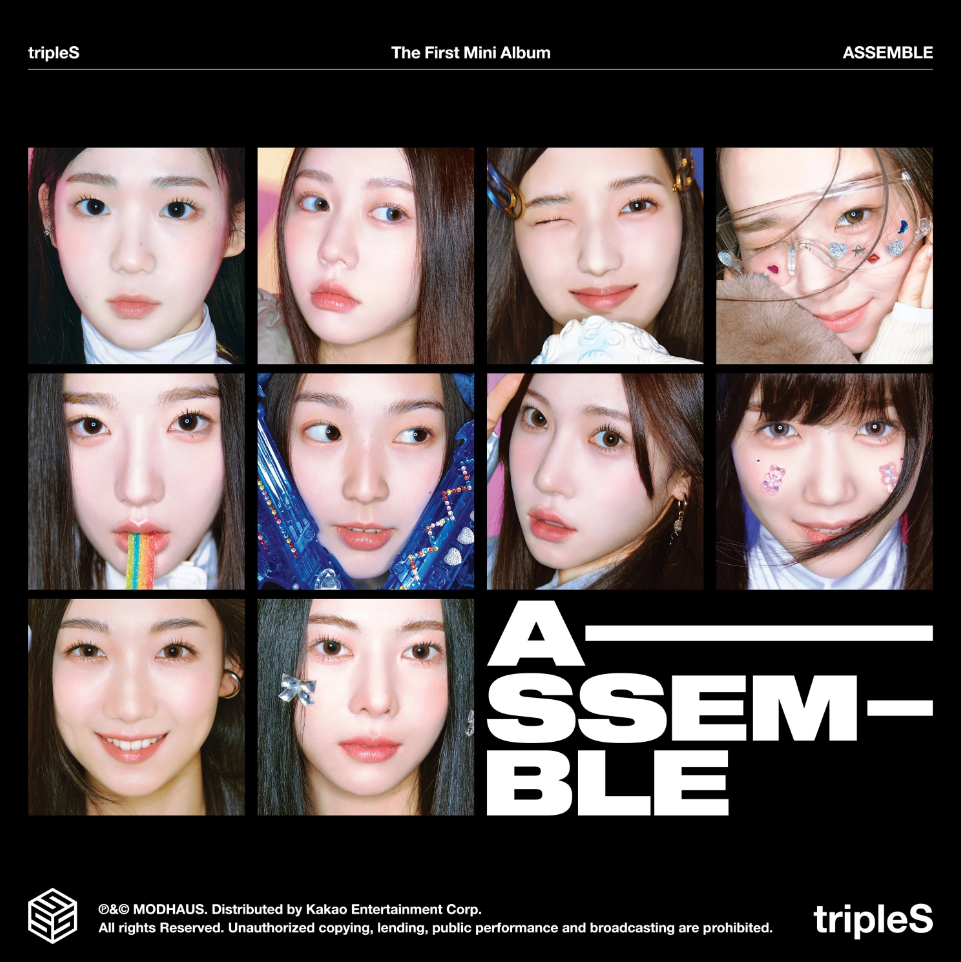 tripleS The First Mini Album ASSEMBLE
A
SSEM-
BLE
℗&© MODHAUS. Distributed by Kakao Entertainment Corp.
All rights Reserved. Unauthorized copying, lending, public performance and broadcasting are prohibited.
tripleS